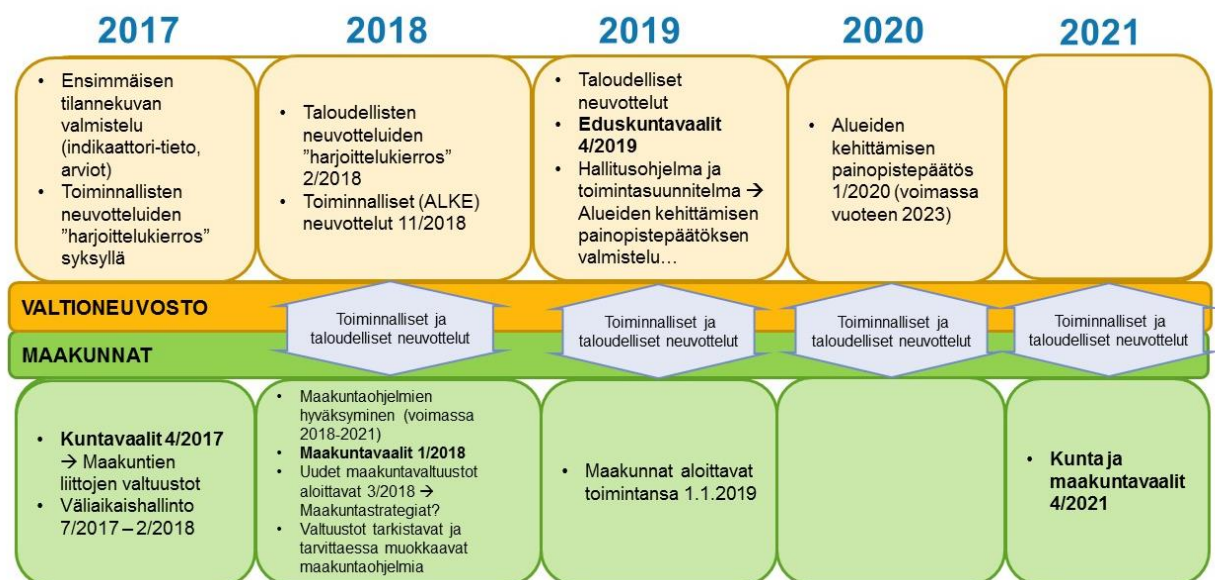 2017
2018
2019
2020
2021
• Ensimmäisen
tilannekuvan
valmistelu
(indikaattori-tieto,
arviot)
• Toiminnallisten
neuvotteluiden
”harjoittelukierros”
syksyllä
• Taloudellisten
neuvotteluiden
”harjoittelukierros”
2/2018
• Toiminnalliset (ALKE)
neuvottelut 11/2018
• Taloudelliset
neuvottelut
• Eduskuntavaalit
4/2019
• Hallitusohjelma ja
toimintasuunnitelma →
Alueiden kehittämisen
painopistepäätöksen
valmistelu…
• Alueiden
kehittämisen
painopistepäätös
1/2020 (voimassa
vuoteen 2023)
VALTIONEUVOSTO
MAAKUNNAT
Toiminnalliset ja
taloudelliset neuvottelut
Toiminnalliset ja
taloudelliset neuvottelut
Toiminnalliset ja
taloudelliset neuvottelut
Toiminnalliset ja
taloudelliset neuvottelut
• Kuntavaalit 4/2017
→ Maakuntien
liittojen valtuustot
• Väliaikaishallinto
7/2017 – 2/2018
• Maakuntaohjelmien
hyväksyminen (voimassa
2018-2021)
• Maakuntavaalit 1/2018
• Uudet maakuntavaltuustot
aloittavat 3/2018 →
Maakuntastrategiat?
• Valtuustot tarkistavat ja
tarvittaessa muokkaavat
maakuntaohjelmia
• Maakunnat aloittavat
toimintansa 1.1.2019
• Kunta ja
maakuntavaalit
4/2021